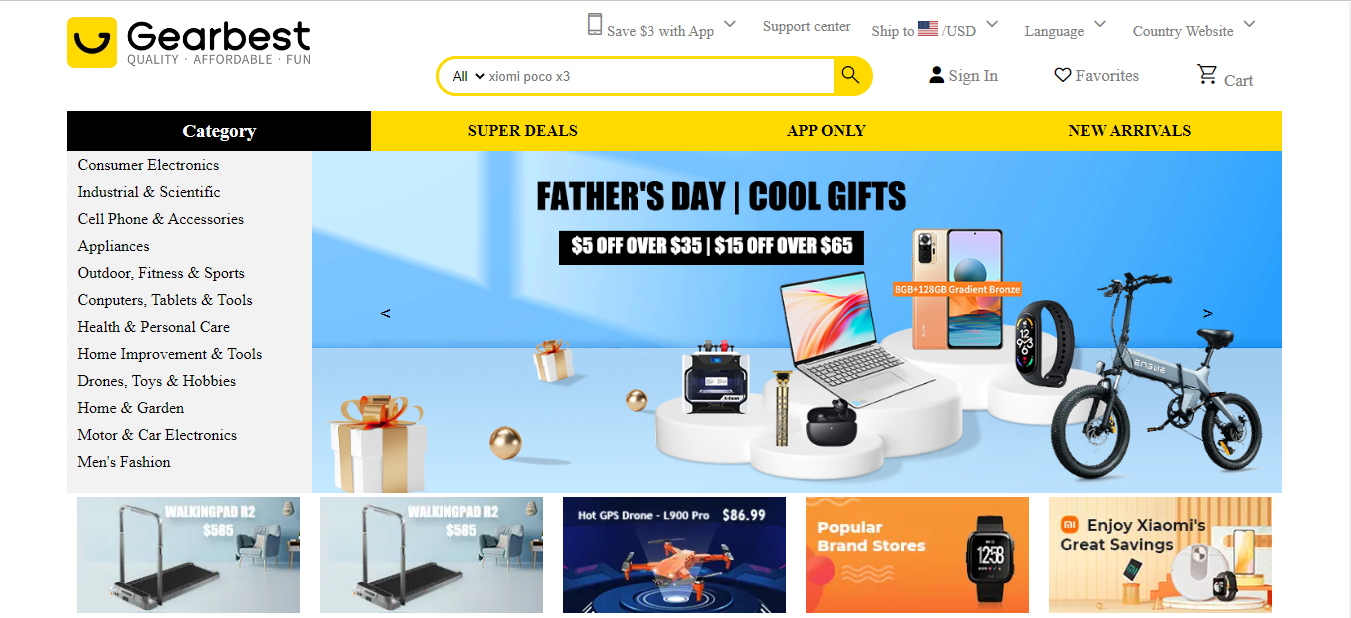 Gearbest
QUALITY · AFFORDABLE · FUN
Save $3 with App
Support center
Ship to /USD
Language
Country Website
All xiomi poco x3
Sign In
Favorites
Cart
Category
SUPER DEALS
APP ONLY
NEW ARRIVALS
Consumer Electronics
Industrial & Scientific
Cell Phone & Accessories
Appliances
Outdoor, Fitness & Sports
Conputers, Tablets & Tools
Health & Personal Care
Home Improvement & Tools
Drones, Toys & Hobbies
Home & Garden
Motor & Car Electronics
Men's Fashion
FATHER'S DAY | COOL GIFTS
$5 OFF OVER $35 | $15 OFF OVER $65
8GB+128GB Gradient Bronze
<
>
ENGWE
WALKINGPAD R2
$585
WALKINGPAD R2
$585
Hot GPS Drone - L900 Pro $86.99
Popular
Brand Stores
12:58
mi Enjoy Xiaomi's
Great Savings